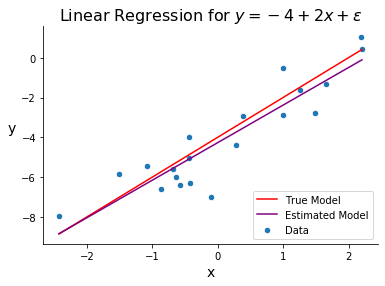 Linear Regression for y = −4 + 2x + ε
0
−2
−4
−6
−8
y
−2
−1
0
1
2
x
True Model
Estimated Model
Data